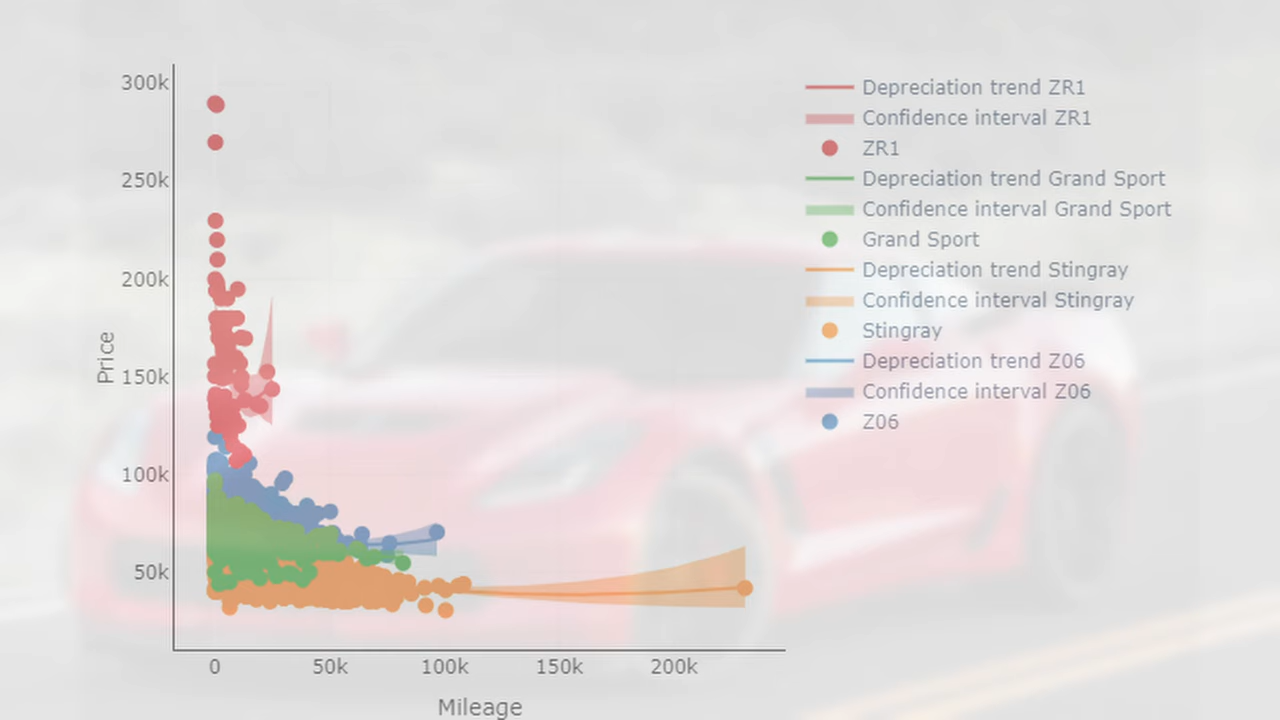 300k
250k
200k
150k
100k
50k
Price
0
50k
100k
150k
200k
Mileage
Depreciation trend ZR1
Confidence interval ZR1
ZR1
Depreciation trend Grand Sport
Confidence interval Grand Sport
Grand Sport
Depreciation trend Stingray
Confidence interval Stingray
Stingray
Depreciation trend Z06
Confidence interval Z06
Z06